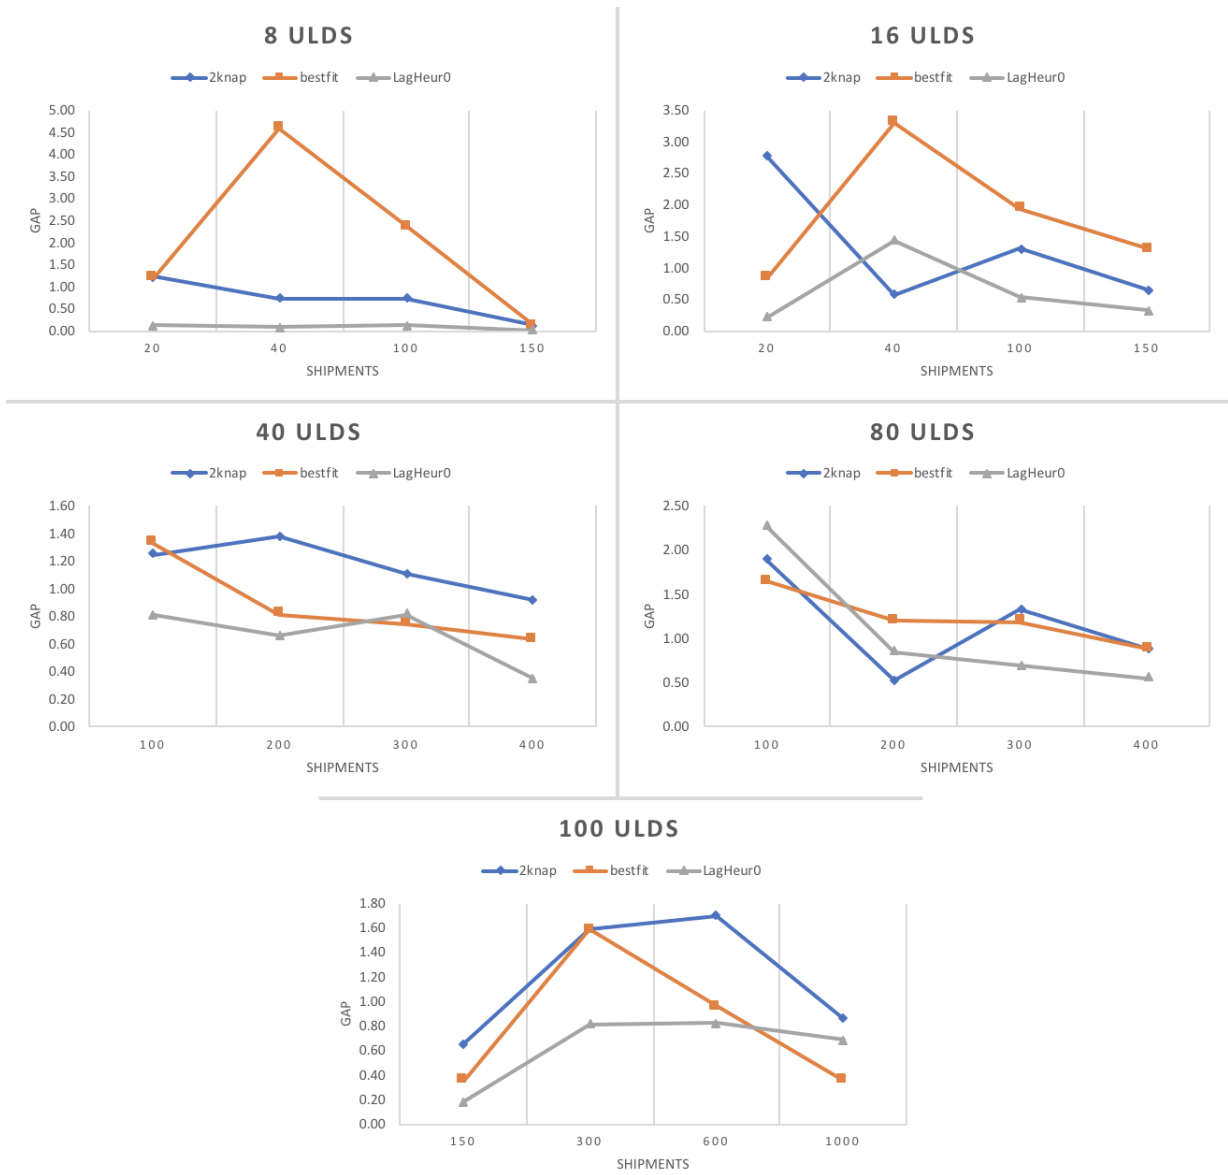 8 ULDS
2knap bestfit LagHeur0
5.00
4.50
4.00
3.50
3.00
2.50
2.00
1.50
1.00
0.50
0.00
GAP
20 40 100 150
SHIPMENTS
16 ULDS
2knap bestfit LagHeur0
3.50
3.00
2.50
2.00
1.50
1.00
0.50
0.00
GAP
20 40 100 150
SHIPMENTS
40 ULDS
2knap bestfit LagHeur0
1.60
1.40
1.20
1.00
0.80
0.60
0.40
0.20
0.00
GAP
100 200 300 400
SHIPMENTS
80 ULDS
2knap bestfit LagHeur0
2.50
2.00
1.50
1.00
0.50
0.00
GAP
100 200 300 400
SHIPMENTS
100 ULDS
2knap bestfit LagHeur0
1.80
1.60
1.40
1.20
1.00
0.80
0.60
0.40
0.20
0.00
GAP
150 300 600 1000
SHIPMENTS